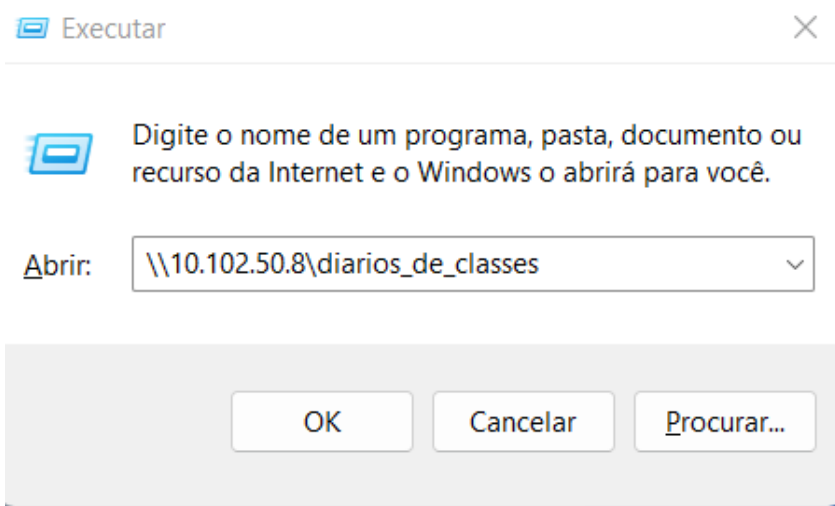 Executar
Digite o nome de um programa, pasta, documento ou
recurso da Internet e o Windows o abrirá para você.
Abrir: \\10.102.50.8\diarios_de_classes
OK Cancelar Procurar...